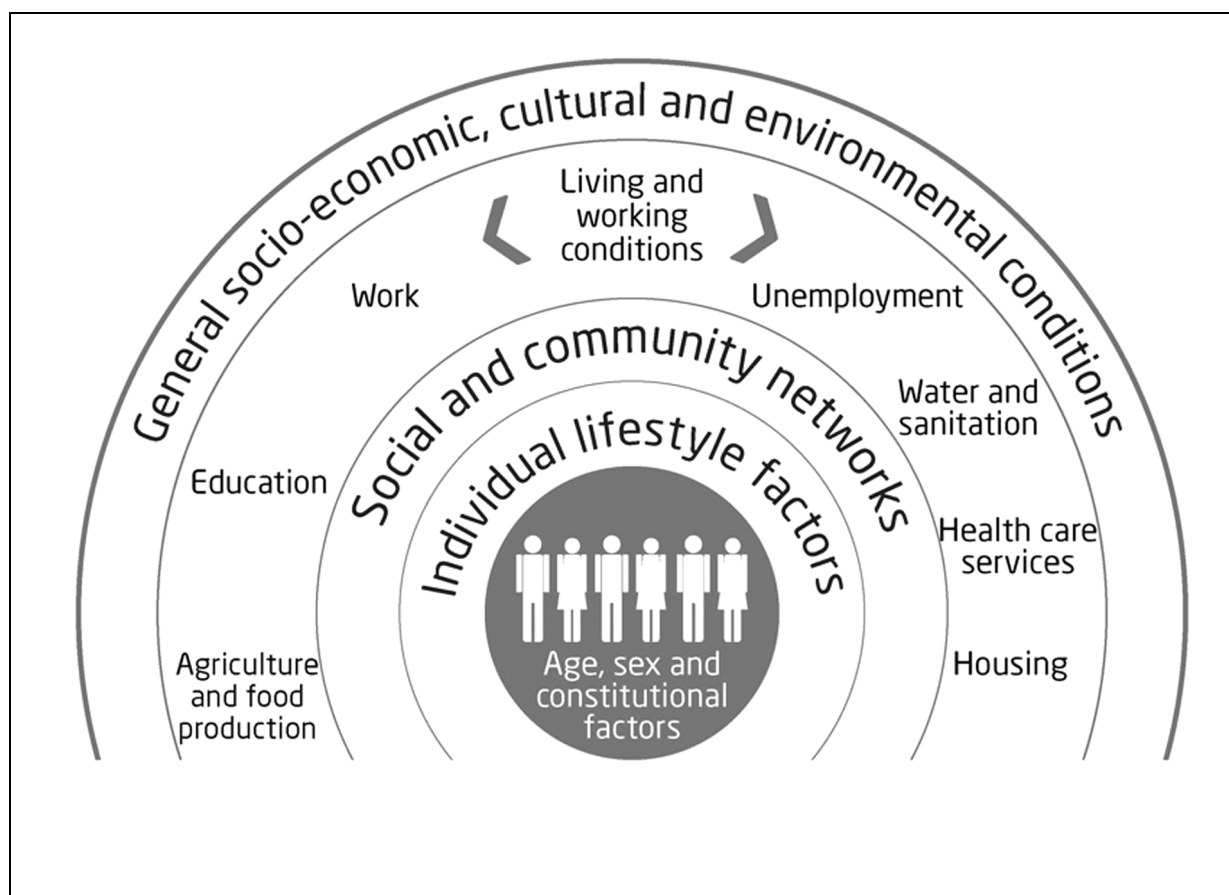 General socio-economic, cultural and environmental conditions
Living and
working
conditions
Work
Unemployment
Social and community networks
Water and
sanitation
Individual lifestyle factors
Education
Health care
services
Agriculture
and food
production
Housing
Age, sex and
constitutional
factors